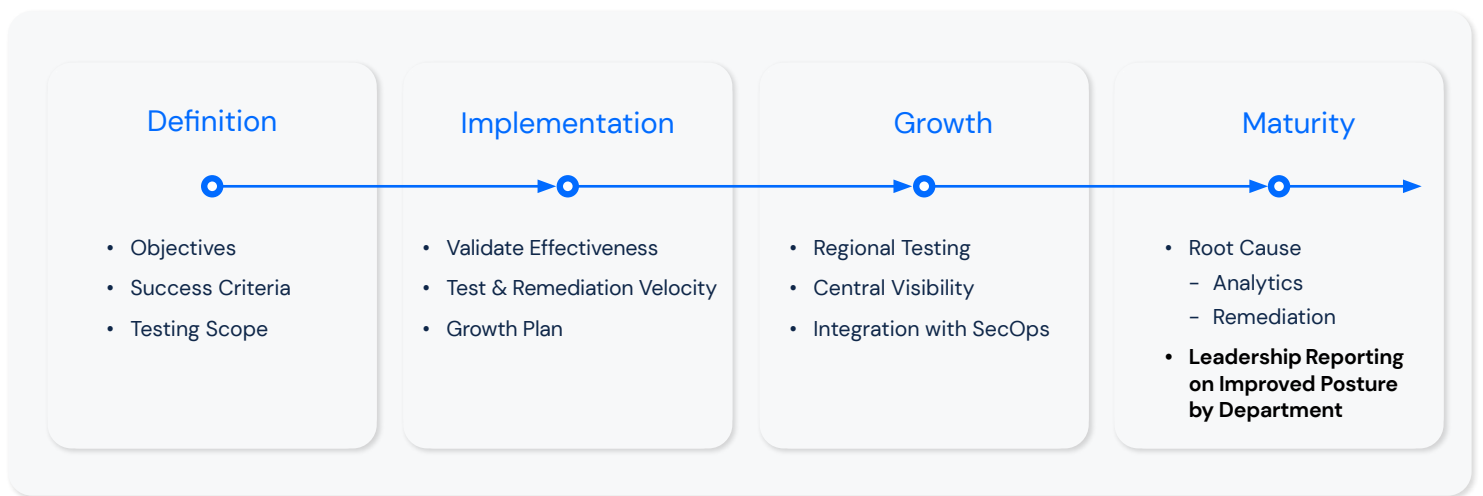 Definition
• Objectives
• Success Criteria
• Testing Scope
Implementation
• Validate Effectiveness
• Test & Remediation Velocity
• Growth Plan
Growth
• Regional Testing
• Central Visibility
• Integration with SecOps
Maturity
• Root Cause
– Analytics
– Remediation
• Leadership Reporting
on Improved Posture
by Department